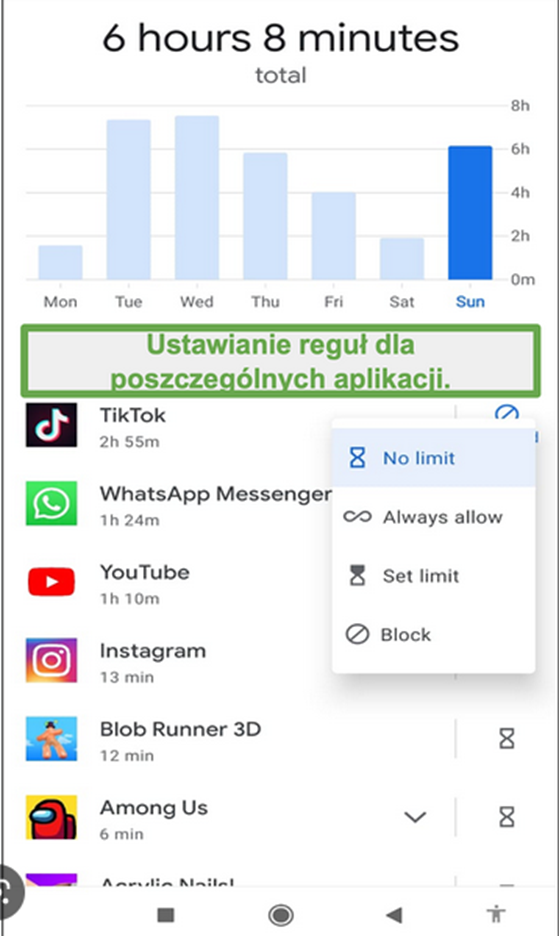 6 hours 8 minutes
total
8h
6h
4h
2h
0m
Mon Tue Wed Thu Fri Sat Sun
Ustawianie reguł dla
poszczególnych aplikacji.
TikTok
2h 55m
No limit
WhatsApp Messenger
1h 24m
Always allow
YouTube
1h 10m
Set limit
Block
Instagram
13 min
Blob Runner 3D
12 min
Among Us
6 min
Acrylic Nails!